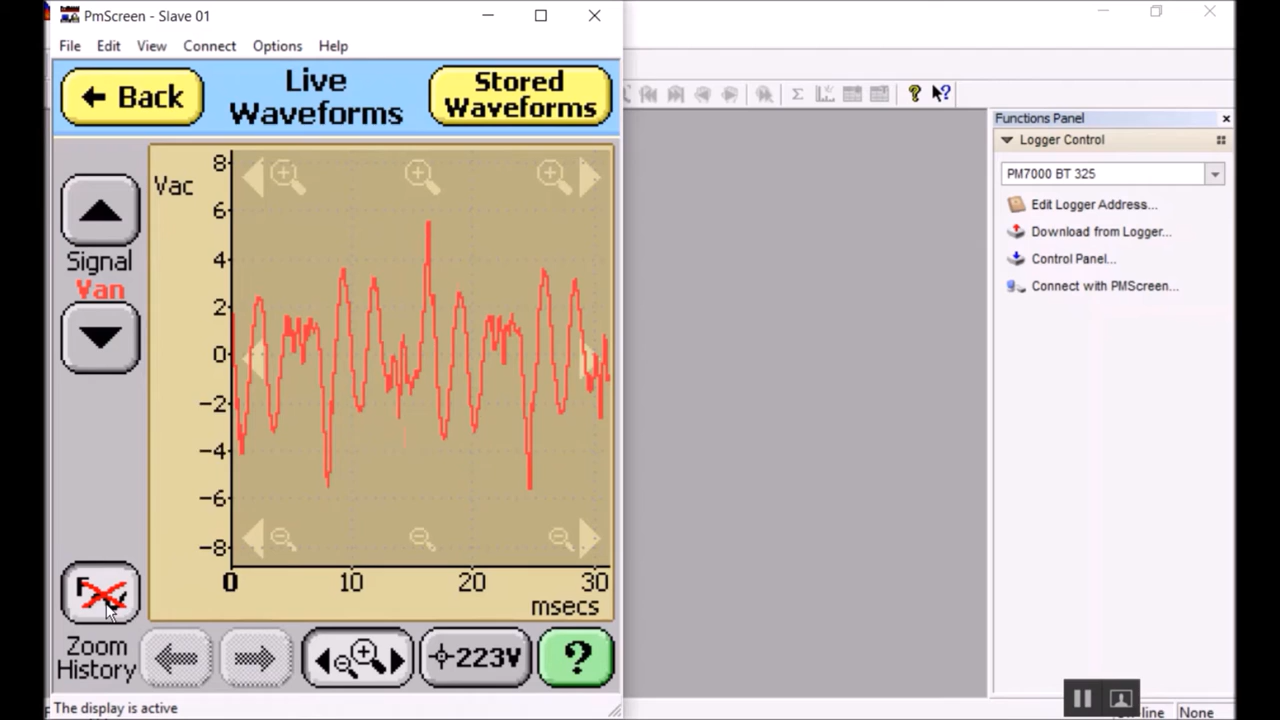 PmScreen - Slave 01
File Edit View Connect Options Help
Back
Live
Waveforms
Stored
Waveforms
Functions Panel
Logger Control
PM7000 BT 325
Edit Logger Address...
Download from Logger...
Control Panel...
Connect with PMScreen...
Signal
Van
Vac
8
6
4
2
0
-2
-4
-6
-8
0 10 20 30
msecs
Zoom
History
223V
?
The display is active
line None